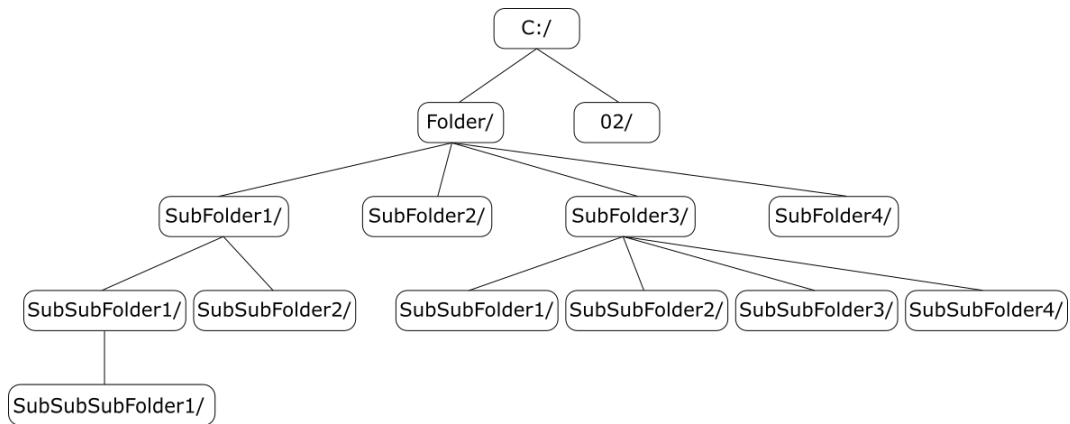 C:/
Folder/
02/
SubFolder1/
SubFolder2/
SubFolder3/
SubFolder4/
SubSubFolder1/
SubSubFolder2/
SubSubFolder1/
SubSubFolder2/
SubSubFolder3/
SubSubFolder4/
SubSubSubFolder1/